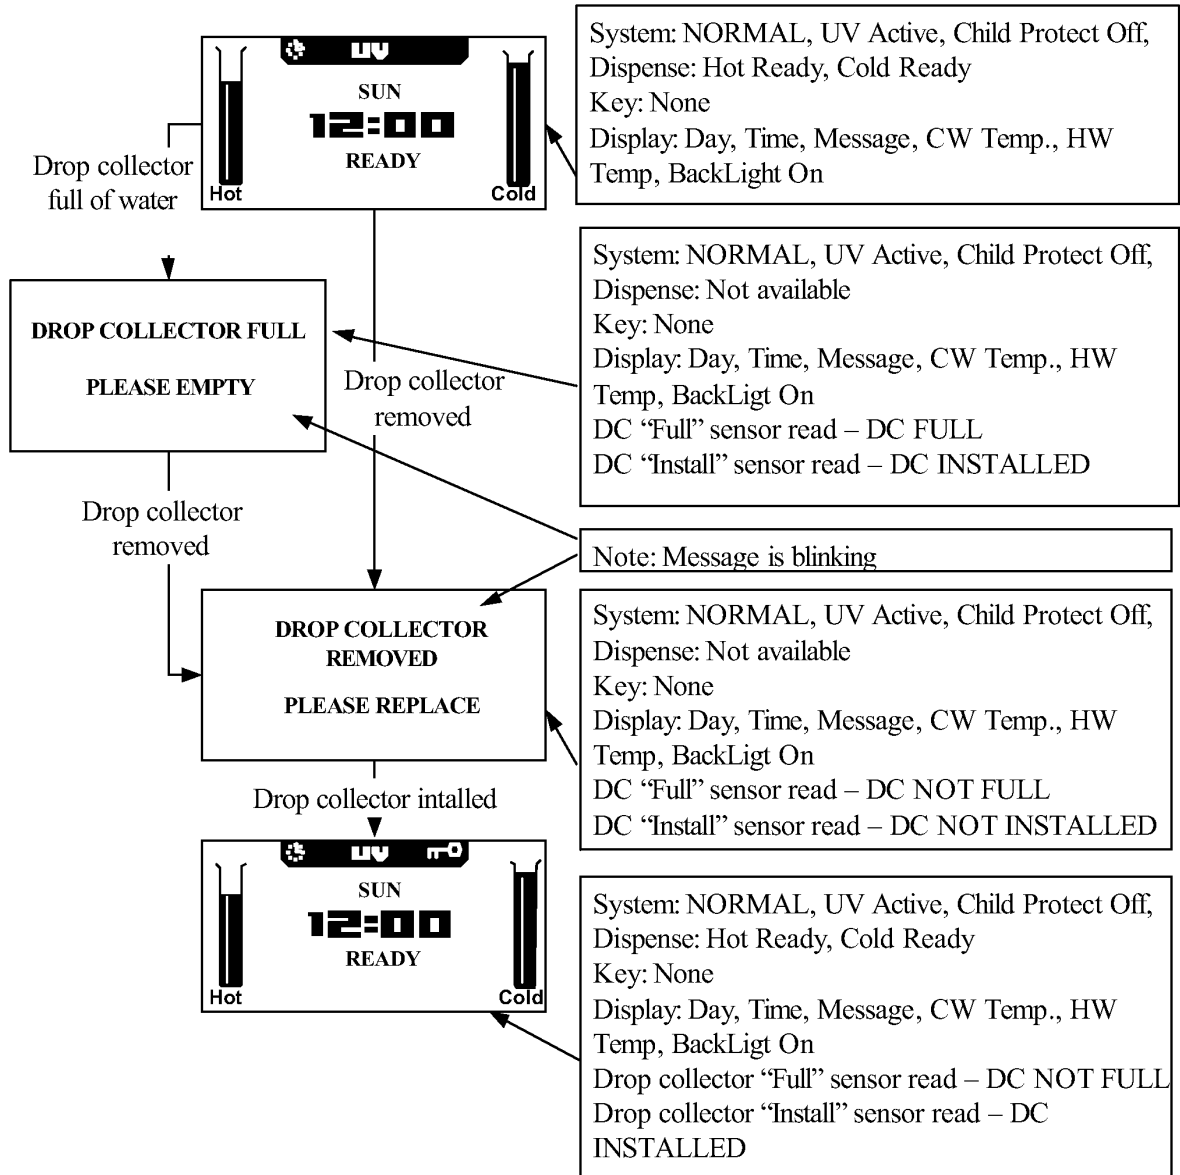 UV
SUN
12:00
READY
Hot
Cold
System: NORMAL, UV Active, Child Protect Off,
Dispense: Hot Ready, Cold Ready
Key: None
Display: Day, Time, Message, CW Temp., HW
Temp, BackLight On
Drop collector
full of water
System: NORMAL, UV Active, Child Protect Off,
Dispense: Not available
Key: None
Display: Day, Time, Message, CW Temp., HW
Temp, BackLigt On
DC “Full” sensor read – DC FULL
DC “Install” sensor read – DC INSTALLED
DROP COLLECTOR FULL
PLEASE EMPTY
Drop collector
removed
Drop collector
removed
Note: Message is blinking
DROP COLLECTOR
REMOVED
PLEASE REPLACE
System: NORMAL, UV Active, Child Protect Off,
Dispense: Not available
Key: None
Display: Day, Time, Message, CW Temp., HW
Temp, BackLigt On
DC “Full” sensor read – DC NOT FULL
DC “Install” sensor read – DC NOT INSTALLED
Drop collector intalled
UV
SUN
12:00
READY
Hot
Cold
System: NORMAL, UV Active, Child Protect Off,
Dispense: Hot Ready, Cold Ready
Key: None
Display: Day, Time, Message, CW Temp., HW
Temp, BackLigt On
Drop collector “Full” sensor read – DC NOT FULL
Drop collector “Install” sensor read – DC
INSTALLED